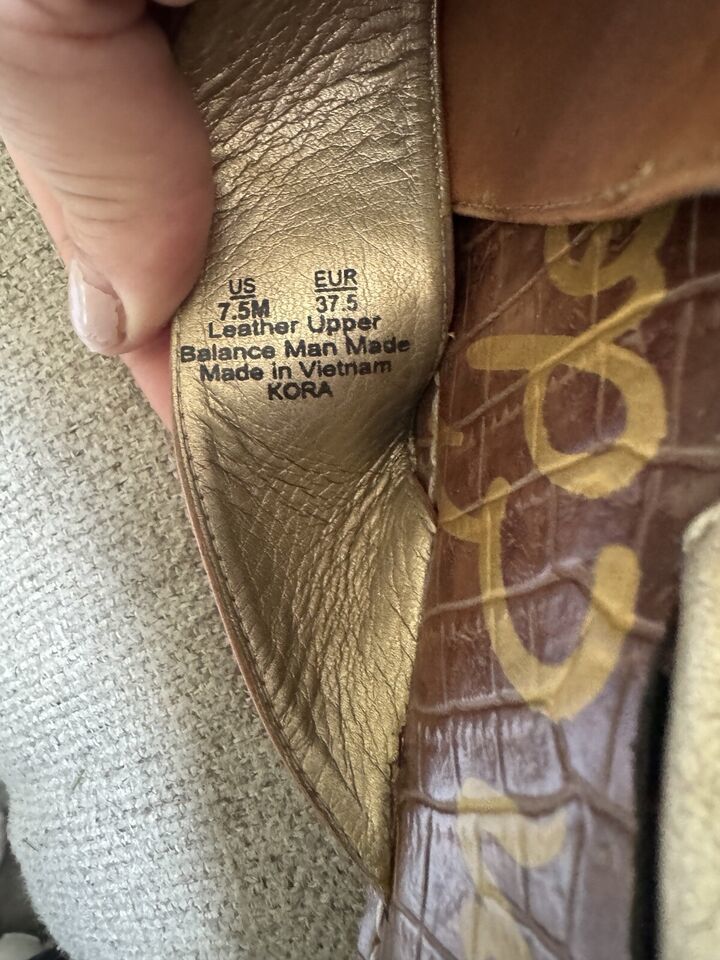 US EUR
7.5M 37.5
Leather Upper
Balance Man Made
Made in Vietnam
KORA